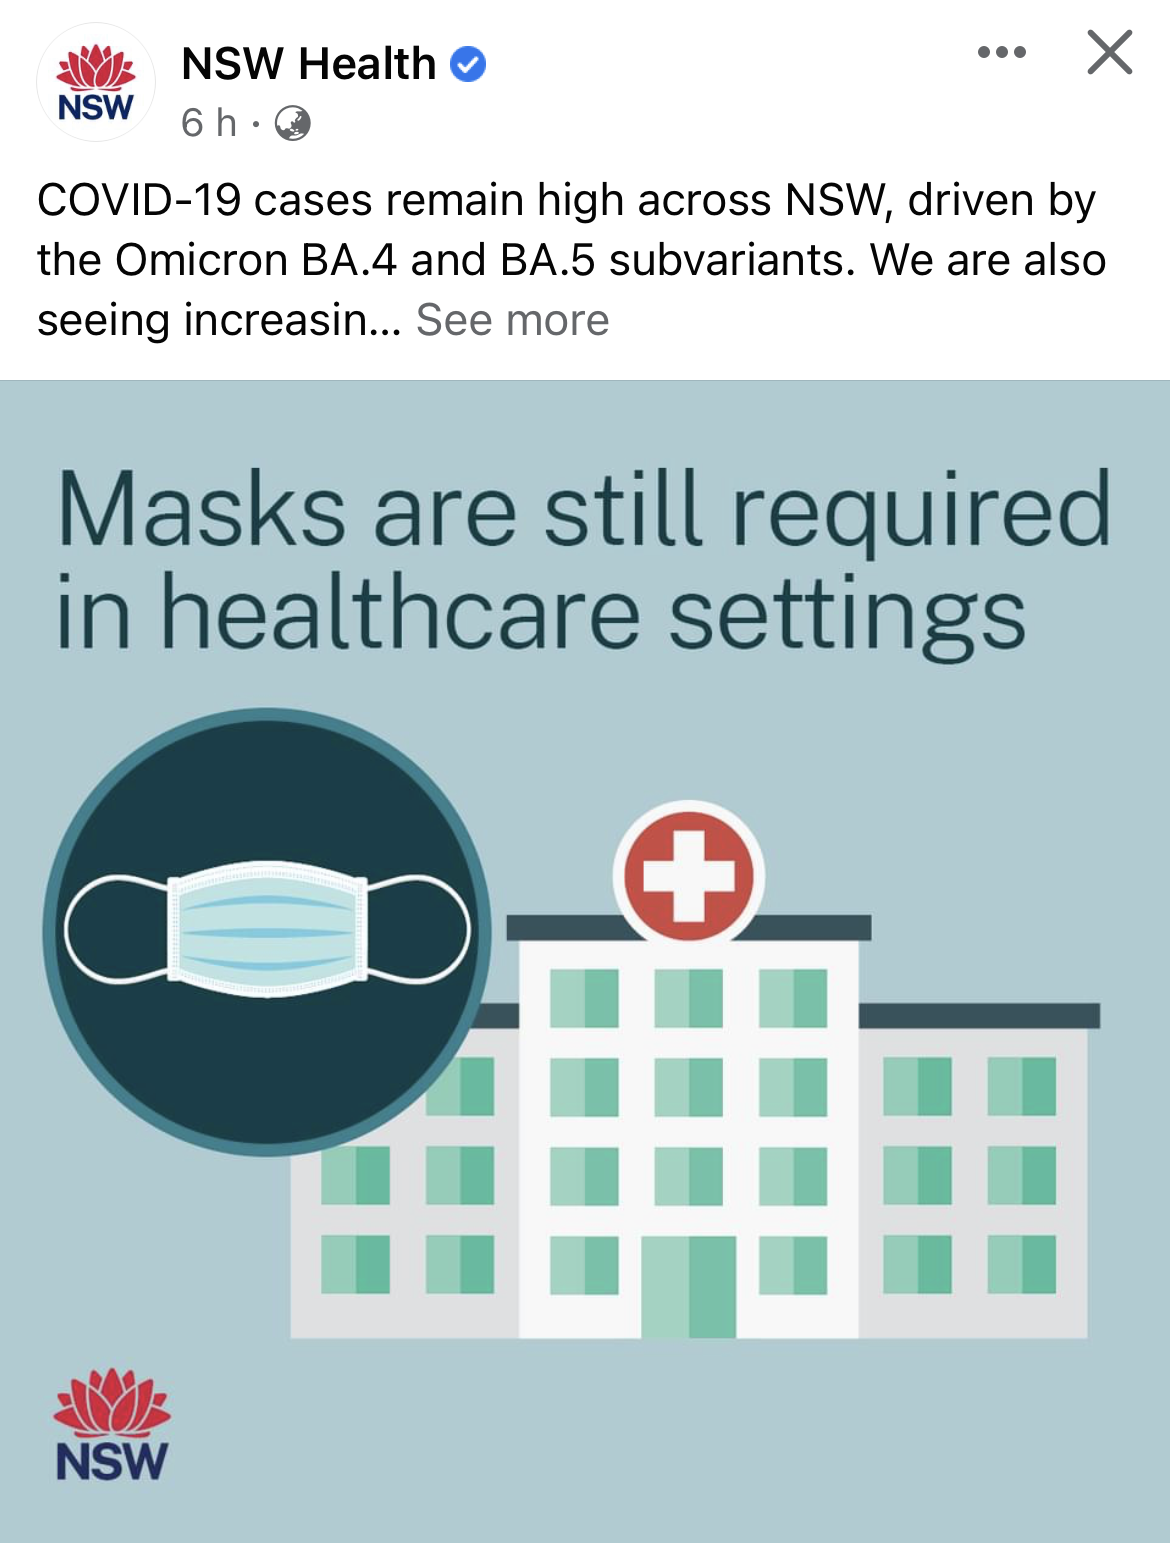 NSW
NSW Health
6 h ·
COVID-19 cases remain high across NSW, driven by
the Omicron BA.4 and BA.5 subvariants. We are also
seeing increasin... See more
Masks are still required
in healthcare settings
NSW